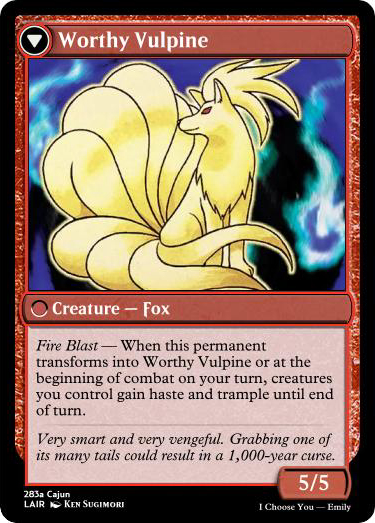 Worthy Vulpine
Creature — Fox
Fire Blast — When this permanent
transforms into Worthy Vulpine or at the
beginning of combat on your turn, creatures
you control gain haste and trample until end
of turn.
Very smart and very vengeful. Grabbing one of
its many tails could result in a 1,000-year curse.
5/5
283a Cajun
LAIR Ken Sugimori
I Choose You — Emily